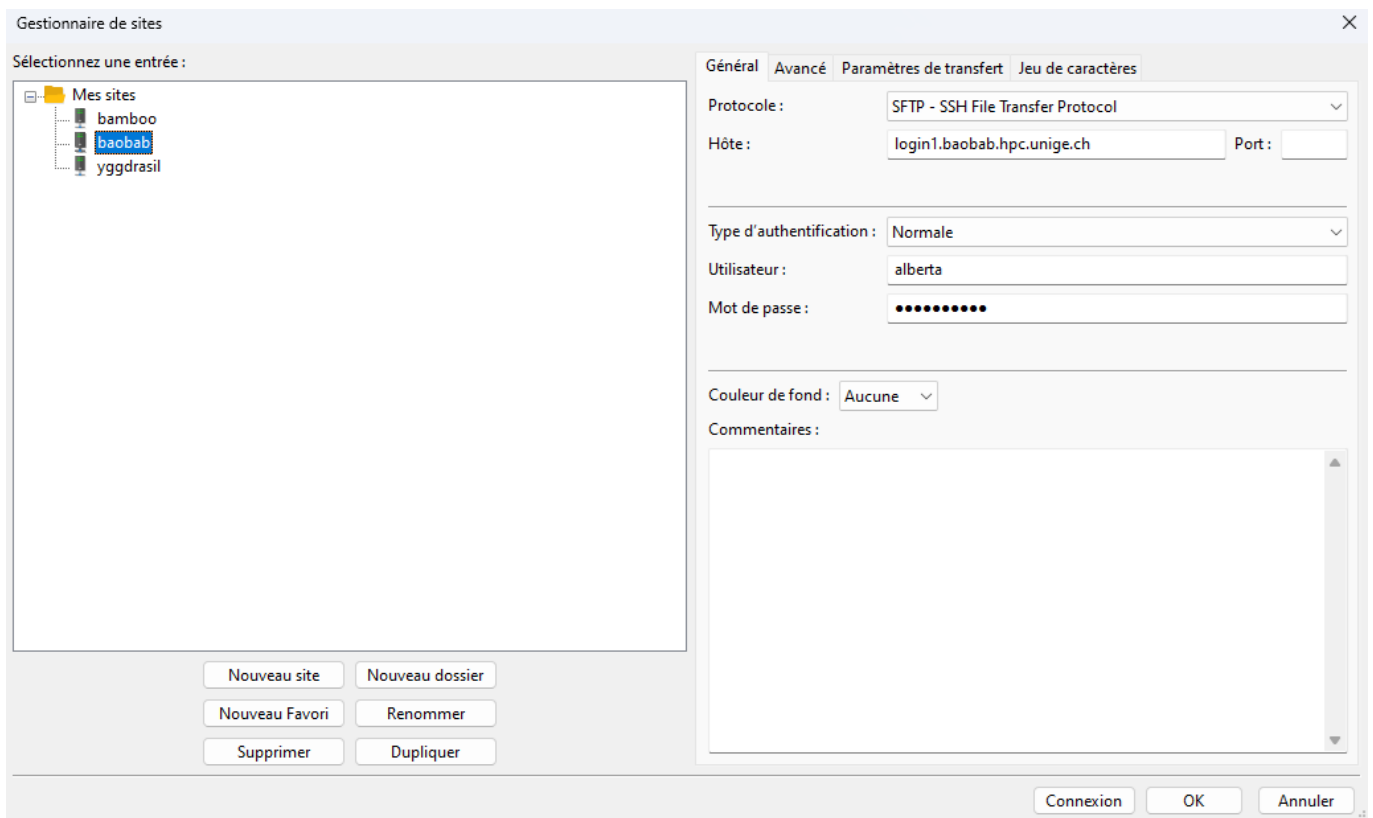 Gestionnaire de sites
Sélectionnez une entrée :
Mes sites
bamboo
baobab
yggdrasil
Nouveau site Nouveau dossier
Nouveau Favori Renommer
Supprimer Dupliquer
Général Avancé Paramètres de transfert Jeu de caractères
Protocole : SFTP - SSH File Transfer Protocol
Hôte : login1.baobab.hpc.unige.ch Port :
Type d'authentification : Normale
Utilisateur : alberta
Mot de passe : ●●●●●●●●●●
Couleur de fond : Aucune
Commentaires :
Connexion OK Annuler